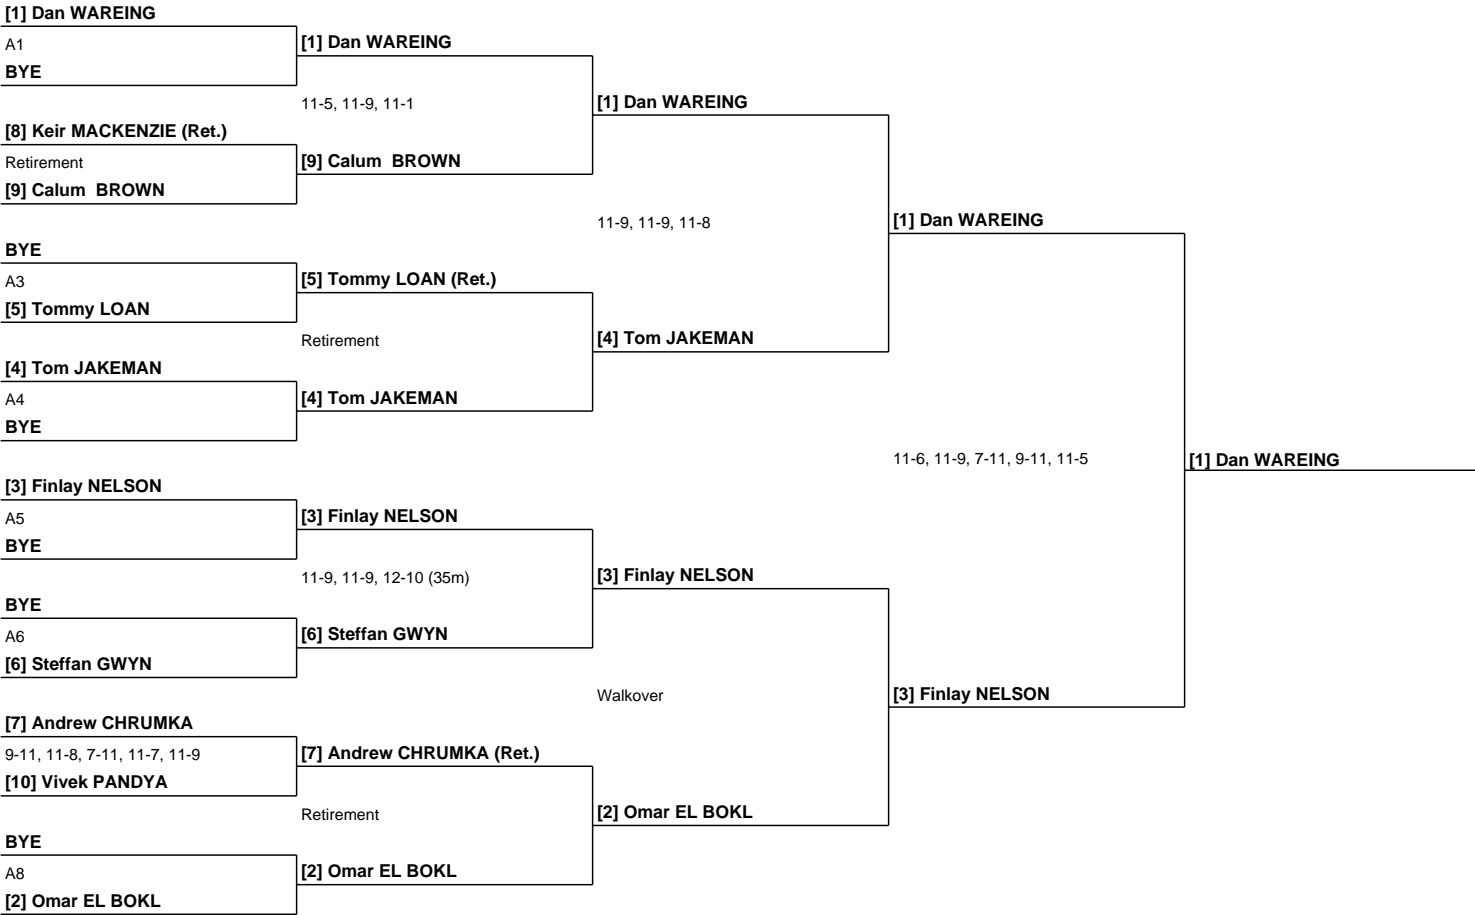 [1] Dan WAREING
A1
BYE
[8] Keir MACKENZIE (Ret.)
Retirement
[9] Calum  BROWN
BYE
A3
[5] Tommy LOAN
[4] Tom JAKEMAN
A4
BYE
[3] Finlay NELSON
A5
BYE
BYE
A6
[6] Steffan GWYN
[7] Andrew CHRUMKA
9-11, 11-8, 7-11, 11-7, 11-9
[10] Vivek PANDYA
BYE
A8
[2] Omar EL BOKL
[1] Dan WAREING
11-5, 11-9, 11-1
[9] Calum  BROWN
[5] Tommy LOAN (Ret.)
Retirement
[4] Tom JAKEMAN
[3] Finlay NELSON
11-9, 11-9, 12-10 (35m)
[6] Steffan GWYN
[7] Andrew CHRUMKA (Ret.)
Retirement
[2] Omar EL BOKL
[1] Dan WAREING
11-9, 11-9, 11-8
[4] Tom JAKEMAN
[3] Finlay NELSON
Walkover
[2] Omar EL BOKL
[1] Dan WAREING
11-6, 11-9, 7-11, 9-11, 11-5
[3] Finlay NELSON
[1] Dan WAREING